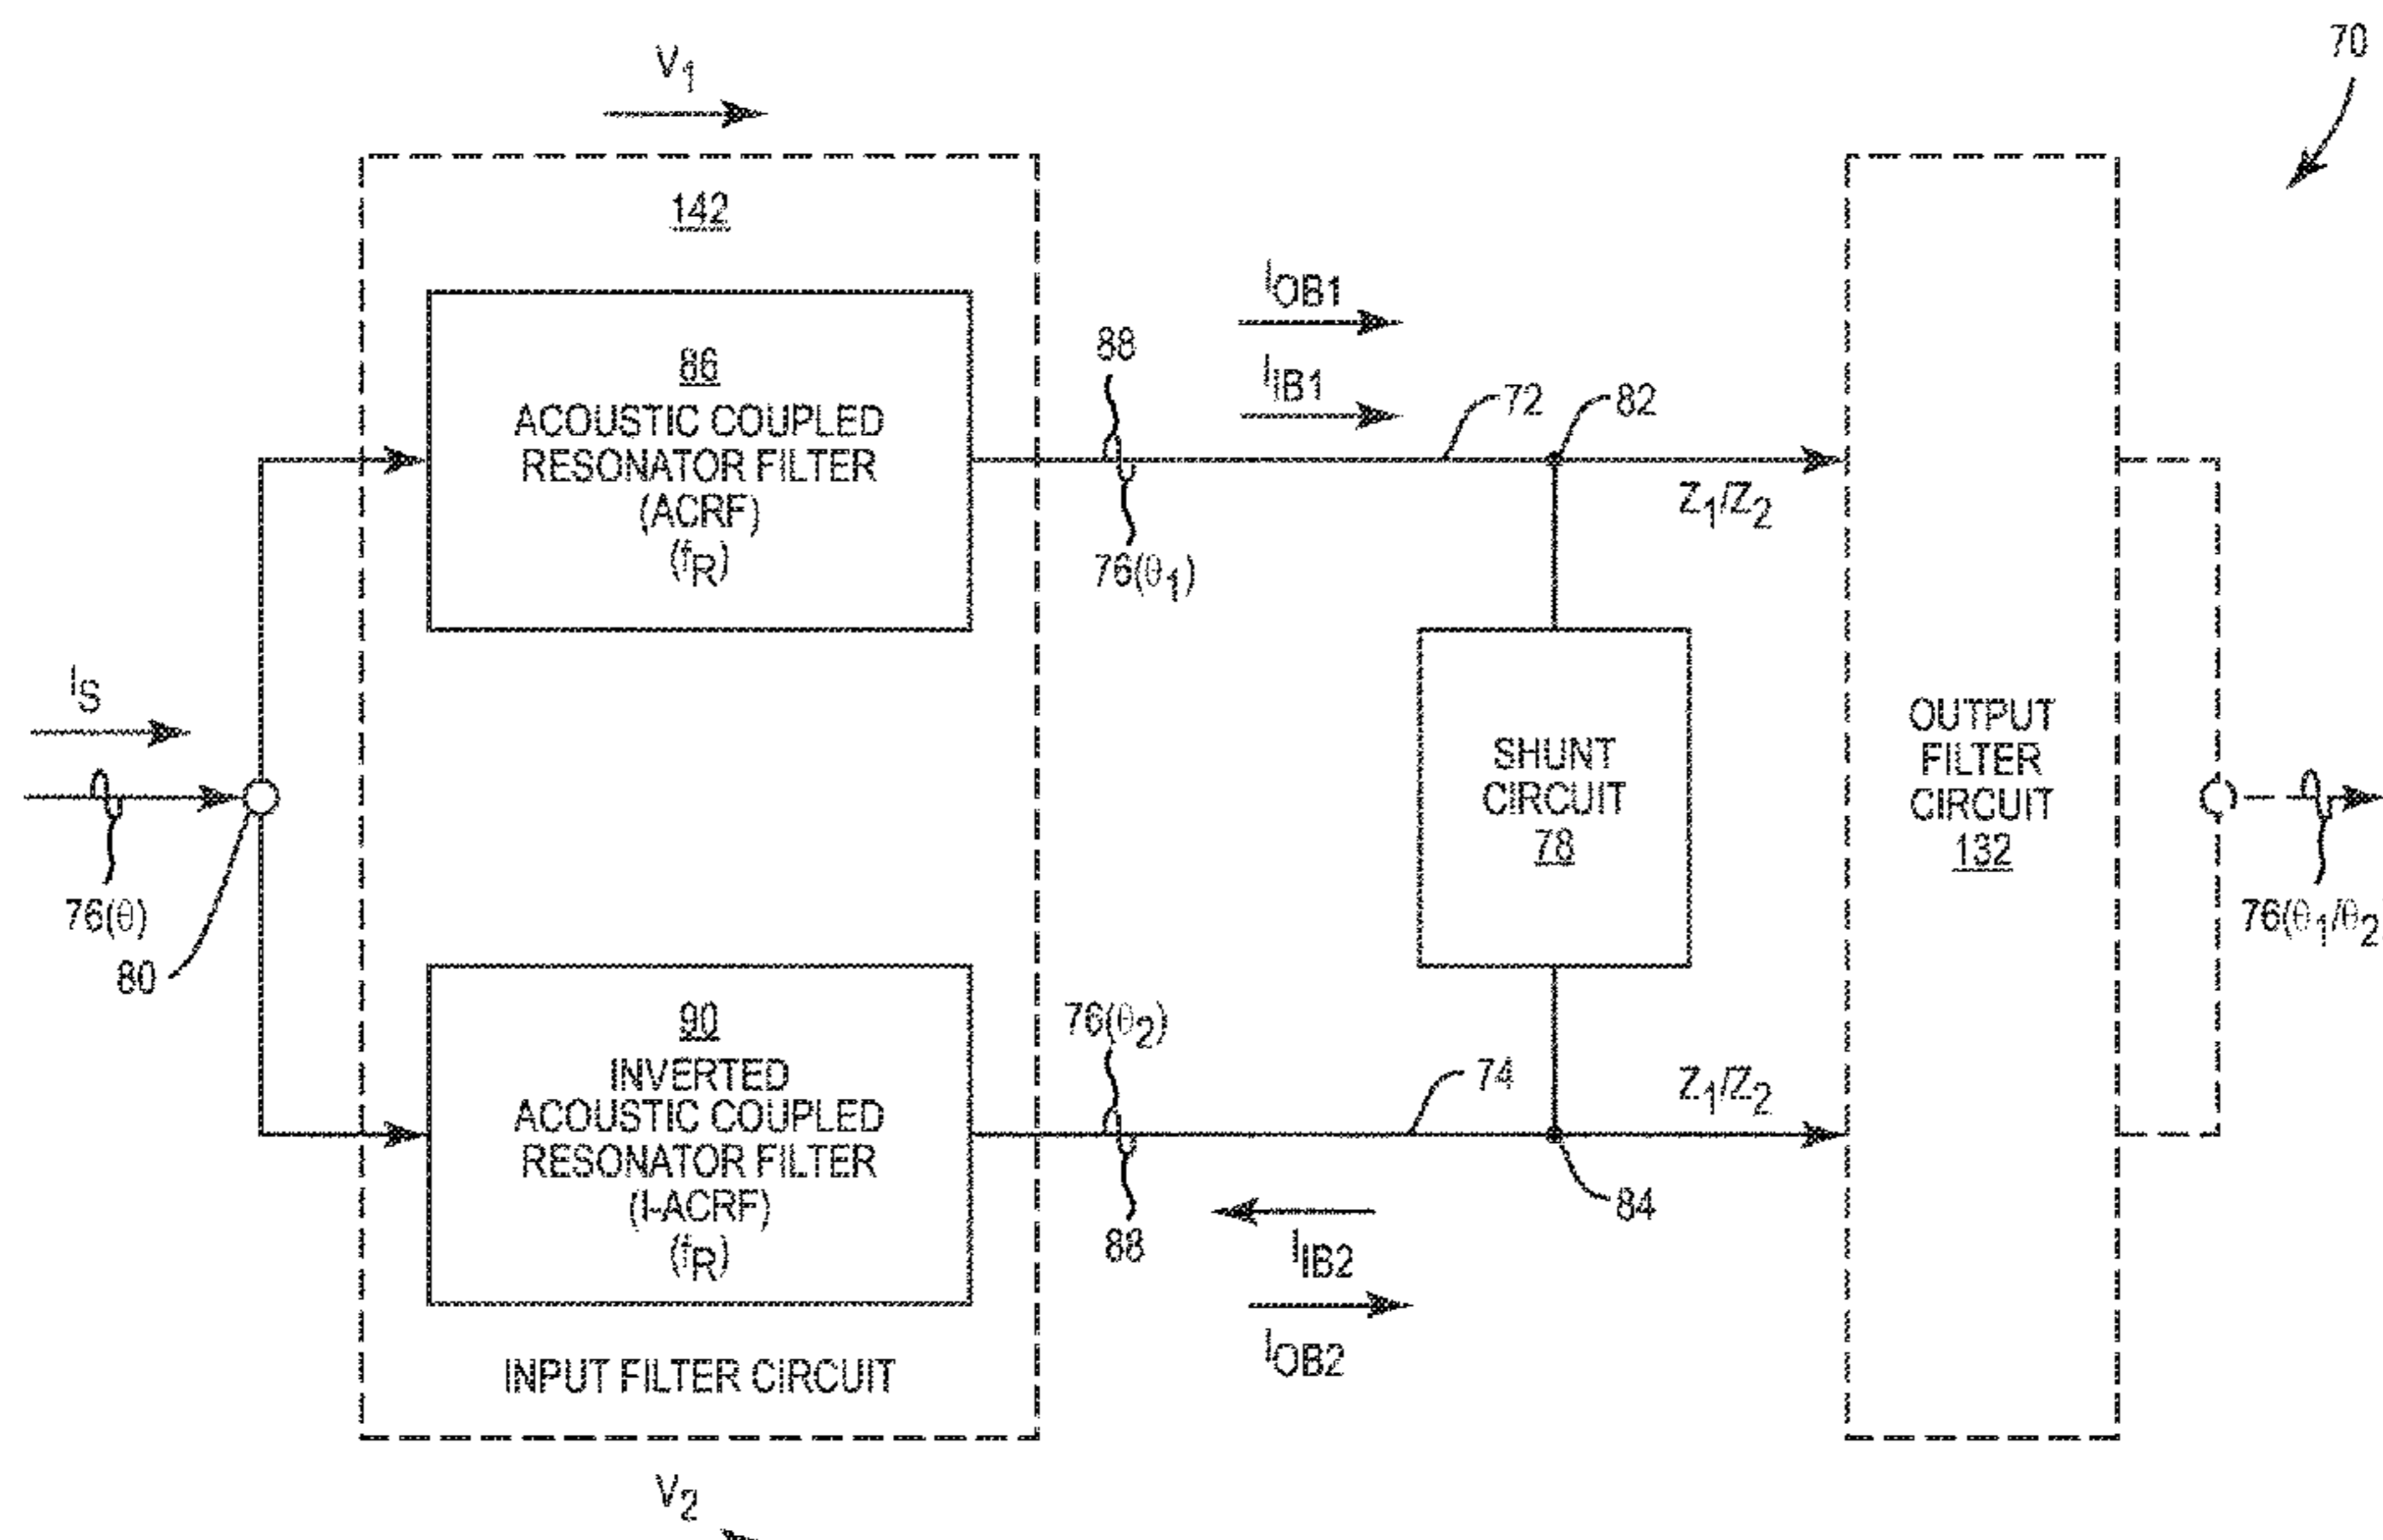 70
V1
142
86
ACOUSTIC COUPLED
RESONATOR FILTER
(ACRF)
(fR)
88
IOB1
IIB1
72
82
Z1/Z2
76(θ1)
IS
76(θ)
80
SHUNT
CIRCUIT
78
OUTPUT
FILTER
CIRCUIT
132
76(θ1/θ2
90
INVERTED
ACOUSTIC COUPLED
RESONATOR FILTER
(I-ACRF)
(fR)
76(θ2)
74
Z1/Z2
84
88
IIB2
IOB2
INPUT FILTER CIRCUIT
V2